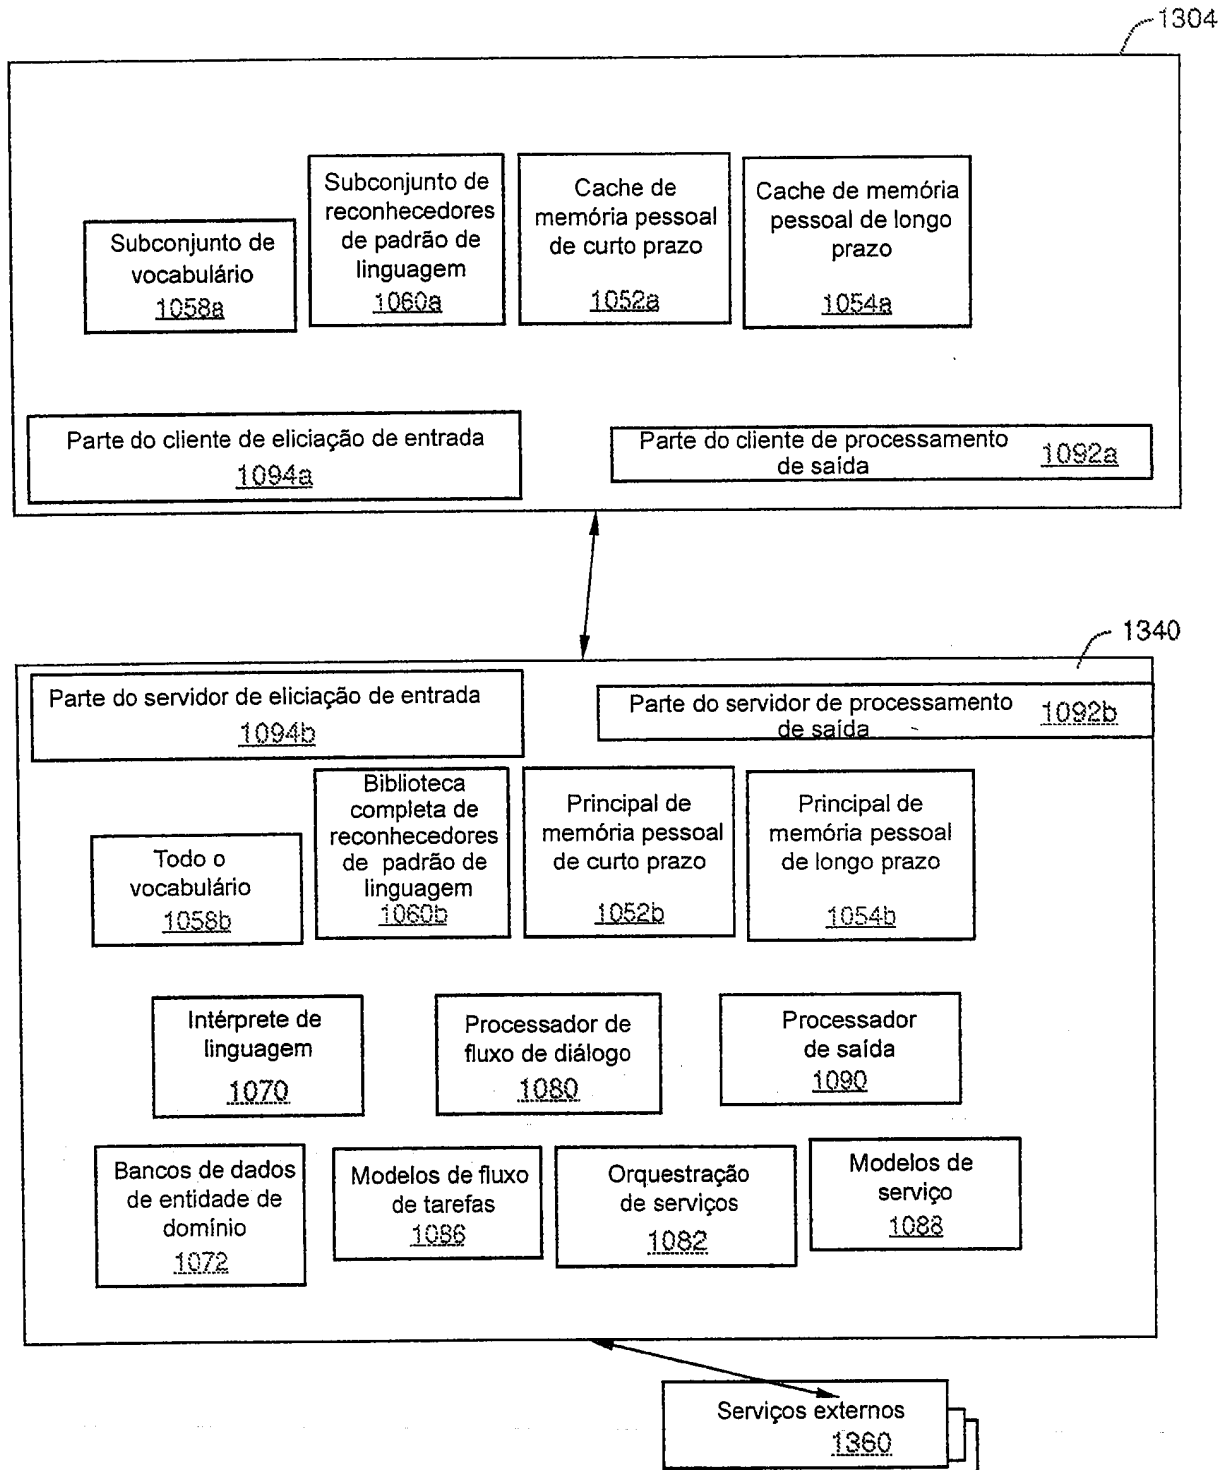 1304
Subconjunto de
vocabulário
1058a
Subconjunto de
reconhecedores
de padrão de
linguagem
1060a
Cache de
memória pessoal
de curto prazo
1052a
Cache de memória
pessoal de longo
prazo
1054a
Parte do cliente de eliciação de entrada
1094a
Parte do cliente de processamento
de saída
1092a
1340
Parte do servidor de eliciação de entrada
1094b
Parte do servidor de processamento
de saída
1092b
Todo o
vocabulário
1058b
Biblioteca
completa de
reconhecedores
de padrão de
linguagem
1060b
Principal de
memória pessoal
de curto prazo
1052b
Principal de
memória pessoal
de longo prazo
1054b
Intérprete de
linguagem
1070
Processador de
fluxo de diálogo
1080
Processador
de saída
1090
Bancos de dados
de entidade de
domínio
1072
Modelos de fluxo
de tarefas
1086
Orquestração
de serviços
1082
Modelos de
serviço
1088
Serviços externos
1360